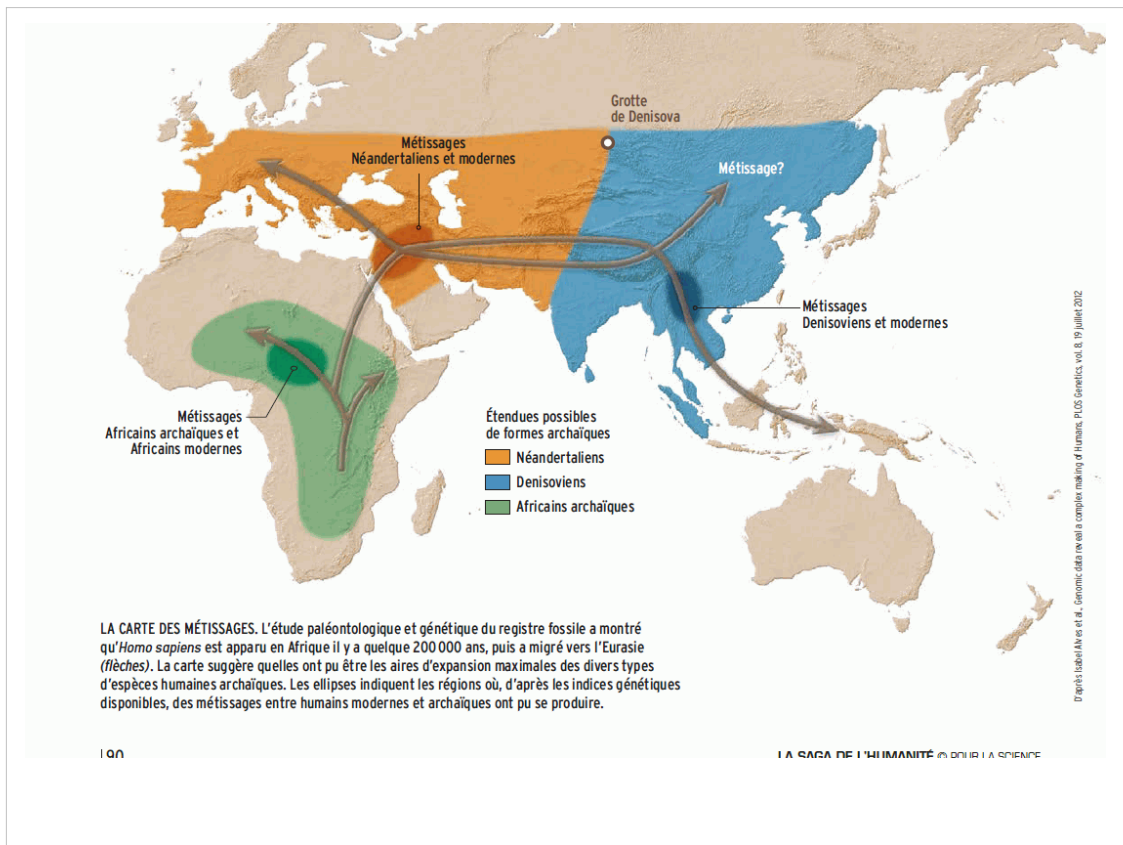 Grotte
de Denisova
Métissages
Néandertaliens et modernes
Métissage?
Métissages
Denisoviens et modernes
Métissages
Africains archaïques et
Africains modernes
Étendues possibles
de formes archaïques
Néandertaliens
Denisoviens
Africains archaïques
D'après Isabel Alves et al., Genomic data reveal a complex making of Humans, PLOS Genetics, vol. 8, 19 juillet 2012
LA CARTE DES MÉTISSAGES. L'étude paléontologique et génétique du registre fossile a montré
qu'Homo sapiens est apparu en Afrique il y a quelque 200 000 ans, puis a migré vers l'Eurasie
(flèches). La carte suggère quelles ont pu être les aires d'expansion maximales des divers types
d'espèces humaines archaïques. Les ellipses indiquent les régions où, d'après les indices génétiques
disponibles, des métissages entre humains modernes et archaïques ont pu se produire.
|90
LA SAGA DE L'HUMANITÉ © POUR LA SCIENCE